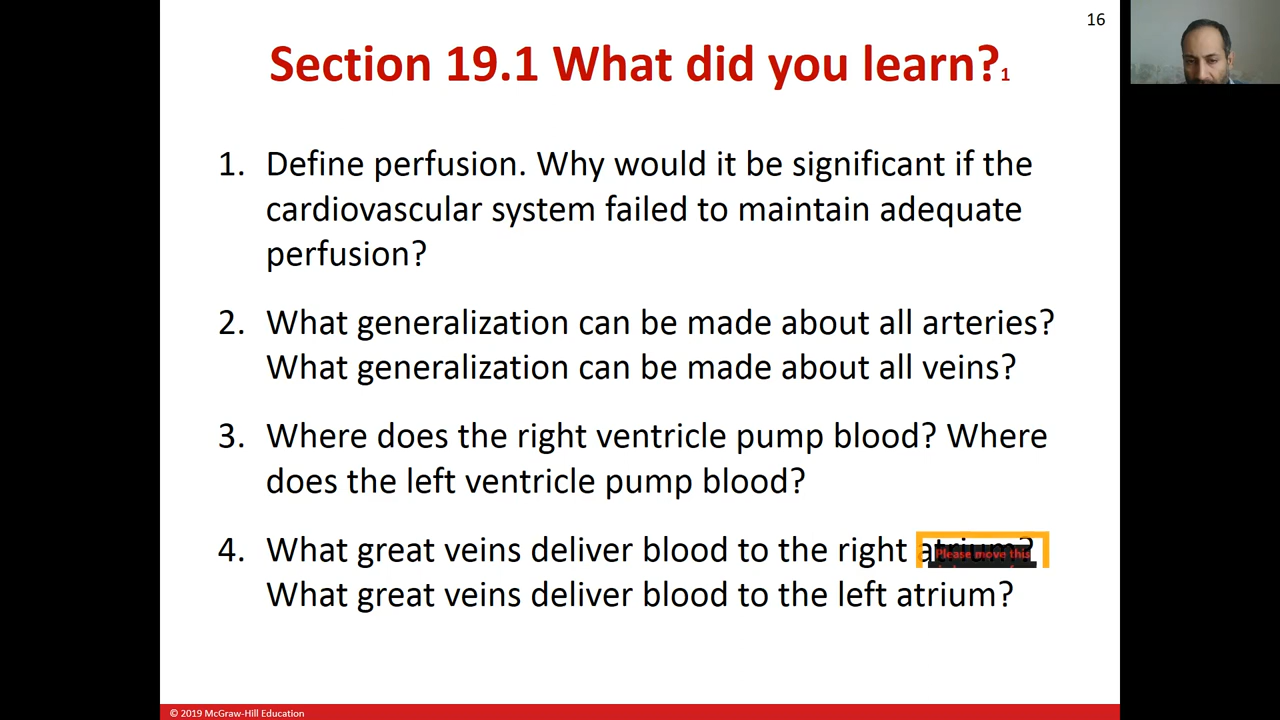 16
Section 19.1 What did you learn?1
1. Define perfusion. Why would it be significant if the
cardiovascular system failed to maintain adequate
perfusion?
2. What generalization can be made about all arteries?
What generalization can be made about all veins?
3. Where does the right ventricle pump blood? Where
does the left ventricle pump blood?
4. What great veins deliver blood to the right atrium?
Please move this
What great veins deliver blood to the left atrium?
© 2019 McGraw-Hill Education